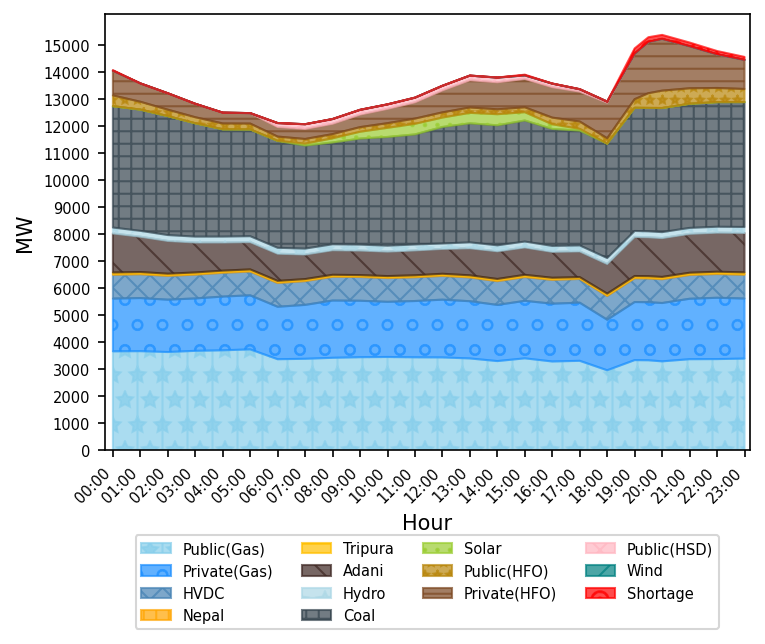 15000
14000
13000
12000
11000
10000
9000
8000
7000
6000
5000
4000
3000
2000
1000
0
MW
00:00 01:00 02:00 03:00 04:00 05:00 06:00 07:00 08:00 09:00 10:00 11:00 12:00 13:00 14:00 15:00 16:00 17:00 18:00 19:00 20:00 21:00 22:00 23:00
Hour
Public(Gas) Tripura Solar Public(HSD)
Private(Gas) Adani Public(HFO) Wind
HVDC Hydro Private(HFO) Shortage
Nepal Coal